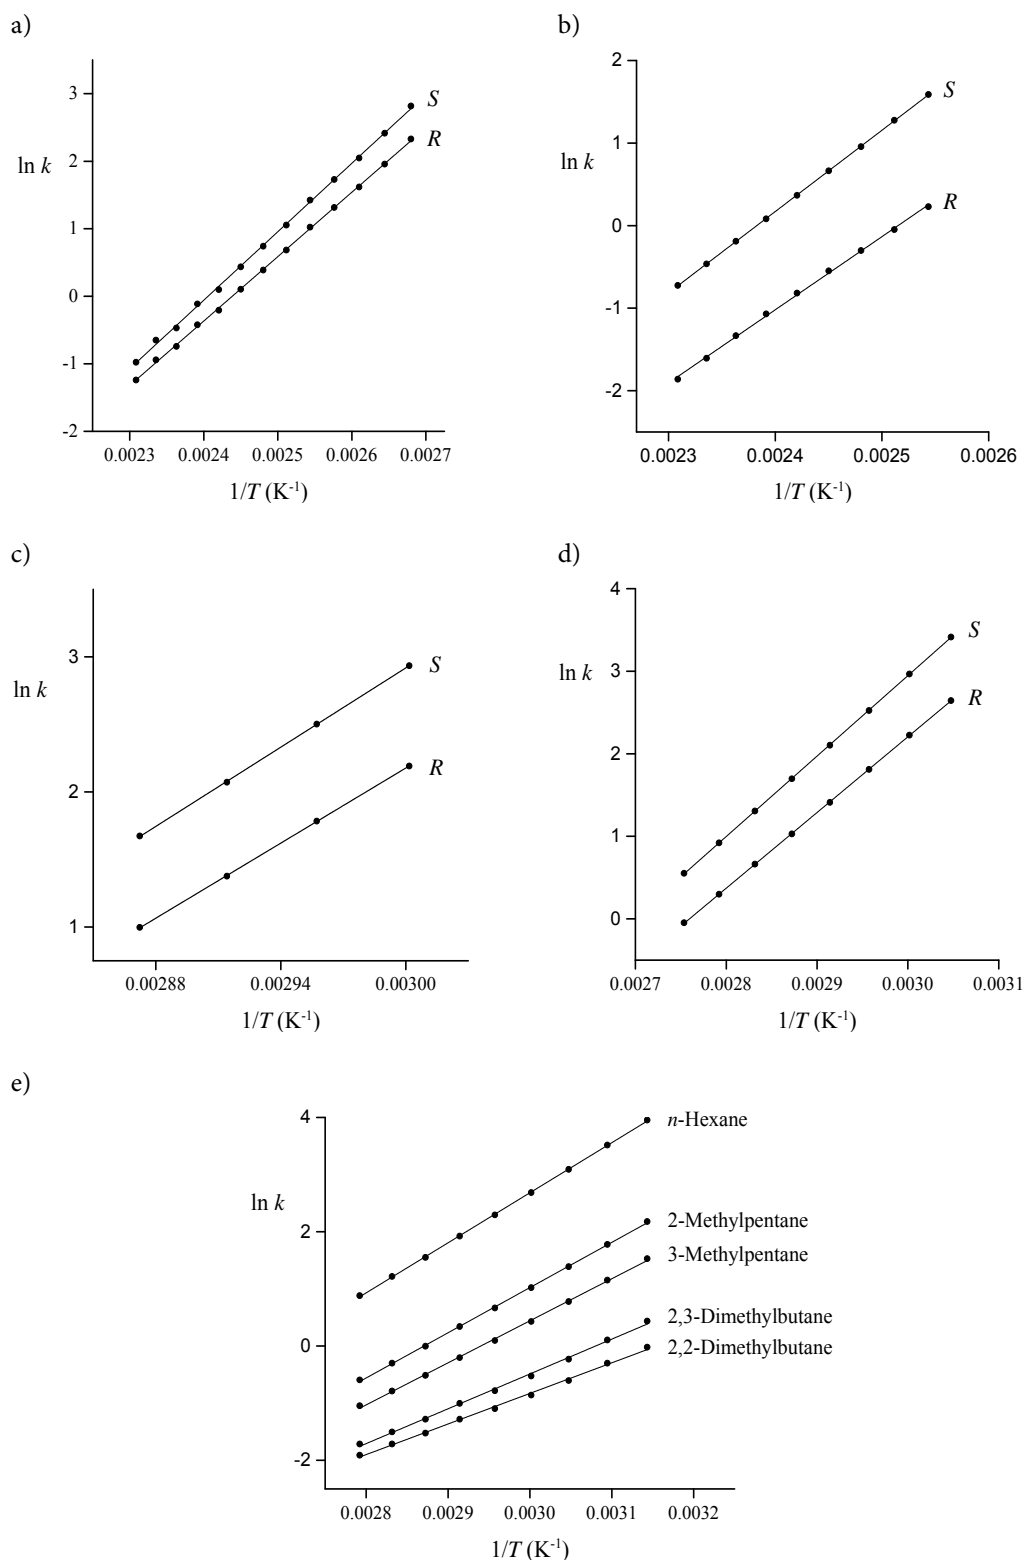 a)
3
2
1
0
-1
-2
ln k
S
R
0.0023 0.0024 0.0025 0.0026 0.0027
1/T (K-1)
b)
2
1
0
-1
-2
ln k
S
R
0.0023 0.0024 0.0025 0.0026
1/T (K-1)
c)
3
2
1
ln k
S
R
0.00288 0.00294 0.00300
1/T (K-1)
d)
4
3
2
1
0
ln k
S
R
0.0027 0.0028 0.0029 0.0030 0.0031
1/T (K-1)
e)
4
2
0
-2
ln k
n-Hexane
2-Methylpentane
3-Methylpentane
2,3-Dimethylbutane
2,2-Dimethylbutane
0.0028 0.0029 0.0030 0.0031 0.0032
1/T (K-1)